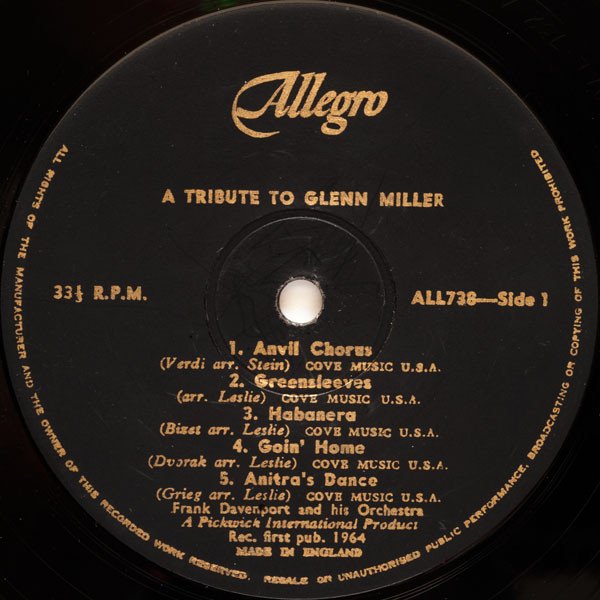 Allegro
A TRIBUTE TO GLENN MILLER
33⅓ R.P.M.
ALL738—Side 1
1. Anvil Chorus
(Verdi arr. Stein) COVE MUSIC U.S.A.
2. Greensleeves
(arr. Leslie) COVE MUSIC U.S.A.
3. Habanera
(Bizet arr. Leslie) COVE MUSIC U.S.A.
4. Goin' Home
(Dvorak arr. Leslie) COVE MUSIC U.S.A.
5. Anitra's Dance
(Grieg arr. Leslie) COVE MUSIC U.S.A.
Frank Davenport and his Orchestra
A Pickwick International Product
Rec. first pub. 1964
MADE IN ENGLAND
ALL RIGHTS OF THE MANUFACTURER AND THE OWNER OF THIS RECORDED WORK RESERVED. RESALE OR UNAUTHORISED PUBLIC PERFORMANCE, BROADCASTING OR COPYING OF THIS WORK PROHIBITED